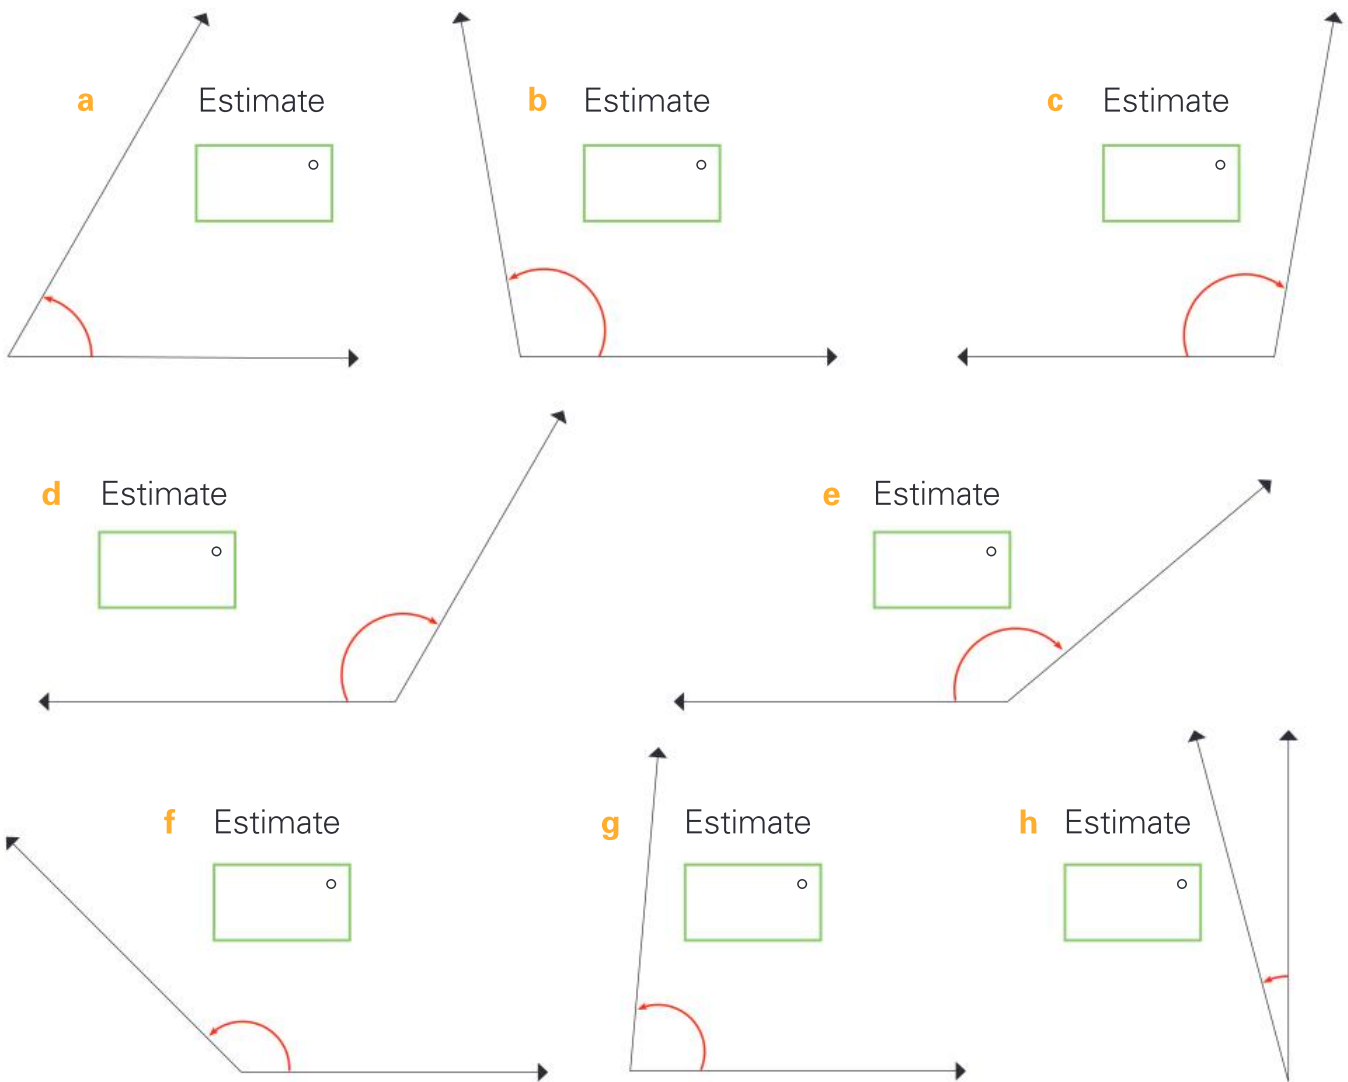 a Estimate
°
b Estimate
°
c Estimate
°
d Estimate
°
e Estimate
°
f Estimate
°
g Estimate
°
h Estimate
°